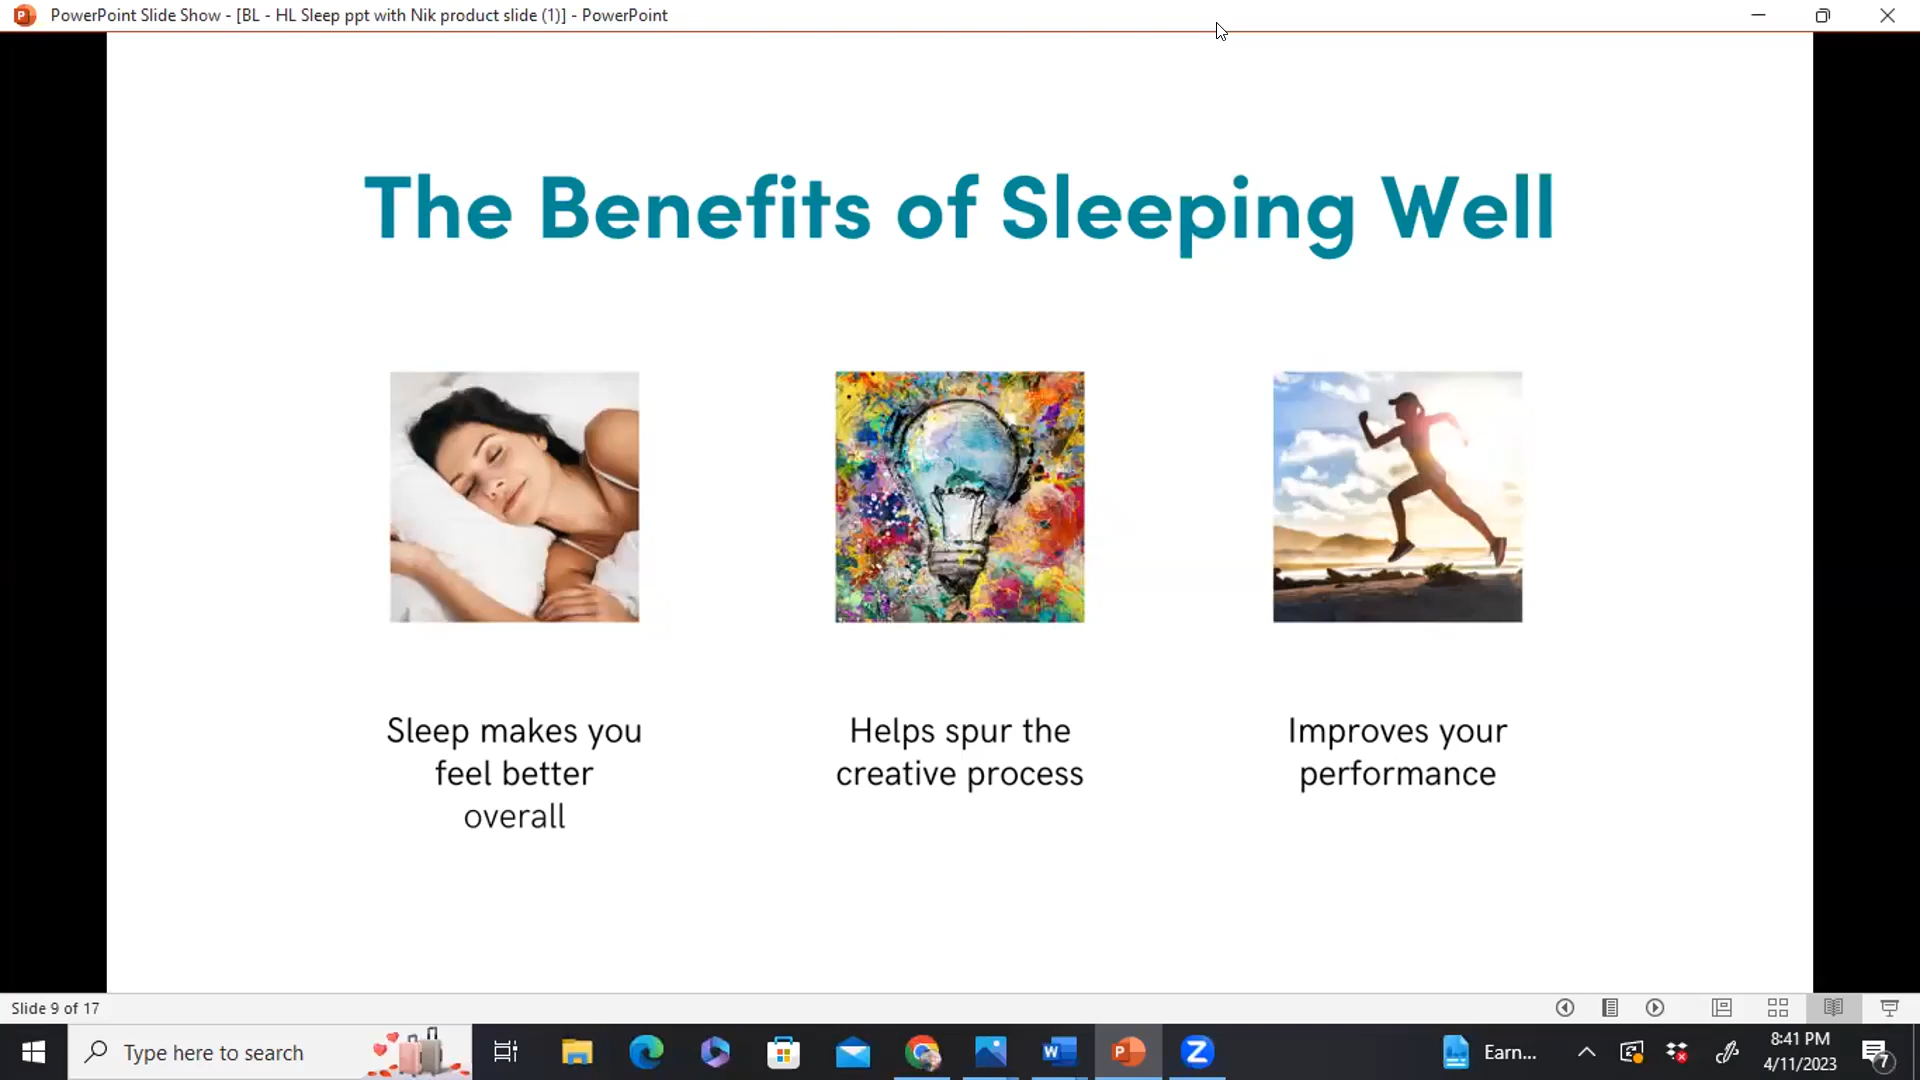 PowerPoint Slide Show - [BL - HL Sleep ppt with Nik product slide (1)] - PowerPoint
The Benefits of Sleeping Well
Sleep makes you
feel better
overall
Helps spur the
creative process
Improves your
performance
Slide 9 of 17
Type here to search
Earn...
8:41 PM
4/11/2023
7